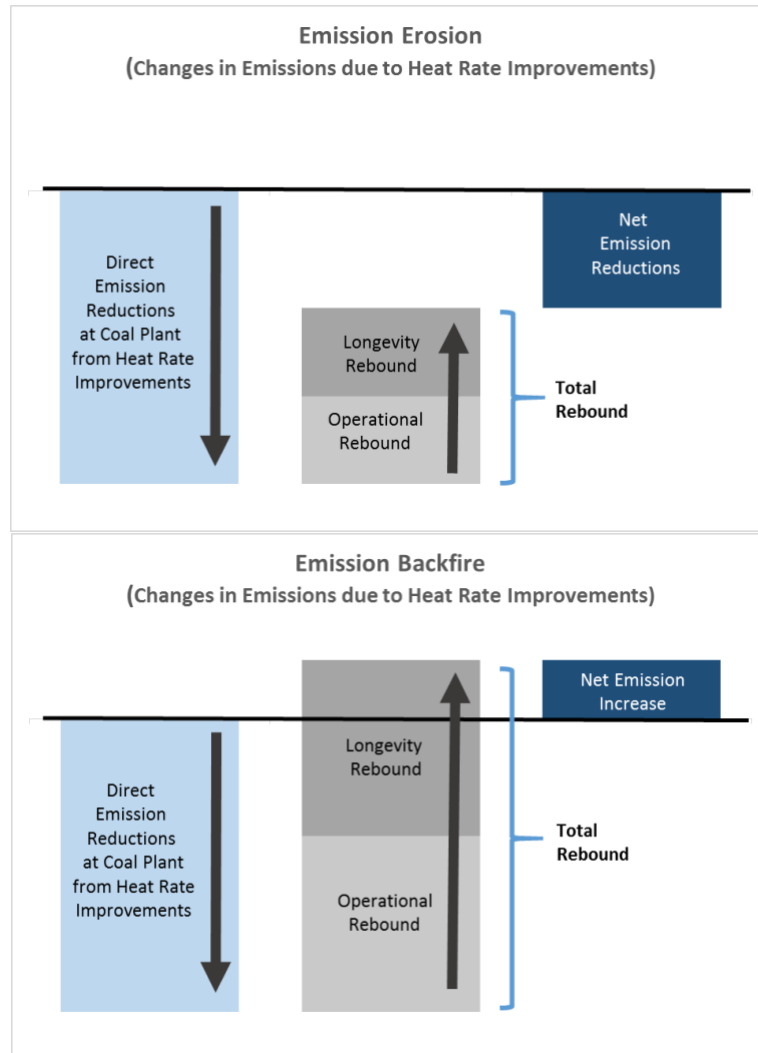 Emission Erosion
(Changes in Emissions due to Heat Rate Improvements)
Direct
Emission
Reductions
at Coal Plant
from Heat Rate
Improvements
Longevity
Rebound
Operational
Rebound
Total
Rebound
Net
Emission
Reductions
Emission Backfire
(Changes in Emissions due to Heat Rate Improvements)
Direct
Emission
Reductions
at Coal Plant
from Heat Rate
Improvements
Longevity
Rebound
Operational
Rebound
Total
Rebound
Net Emission
Increase